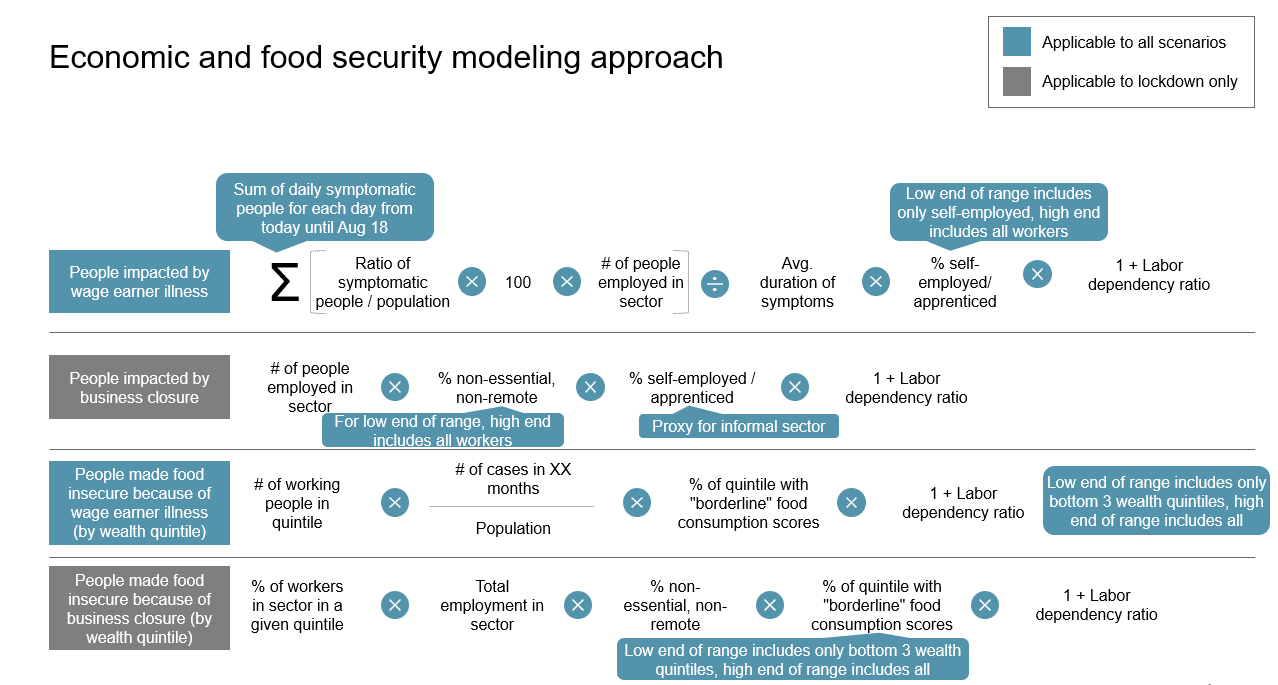 Economic and food security modeling approach
Applicable to all scenarios
Applicable to lockdown only
Sum of daily symptomatic
people for each day from
today until Aug 18
Low end of range includes
only self-employed, high end
includes all workers
People impacted by
wage earner illness
Σ
Ratio of
symptomatic
people / population
×
100
×
# of people
employed in
sector
÷
Avg.
duration of
symptoms
×
% self-
employed/
apprenticed
×
1 + Labor
dependency ratio
People impacted by
business closure
# of people
employed in
sector
×
% non-essential,
non-remote
For low end of range, high end
includes all workers
×
% self-employed /
apprenticed
Proxy for informal sector
×
1 + Labor
dependency ratio
People made food
insecure because of
wage earner illness
(by wealth quintile)
# of working
people in
quintile
×
# of cases in XX
months
Population
×
% of quintile with
"borderline" food
consumption scores
×
1 + Labor
dependency ratio
Low end of range includes only
bottom 3 wealth quintiles, high
end of range includes all
People made food
insecure because of
business closure (by
wealth quintile)
% of workers
in sector in a
given quintile
×
Total
employment in
sector
×
% non-
essential, non-
remote
×
% of quintile with
"borderline" food
consumption scores
Low end of range includes only bottom 3 wealth
quintiles, high end of range includes all
×
1 + Labor
dependency ratio